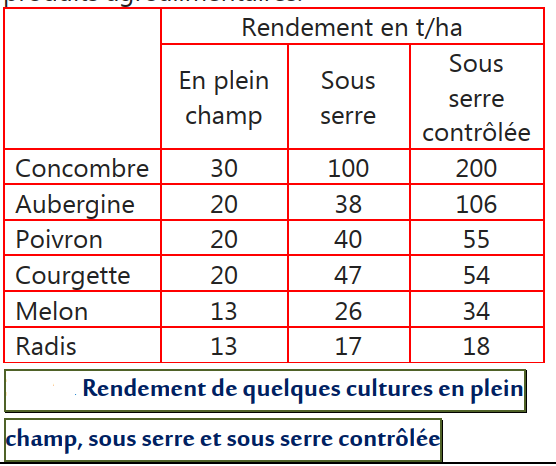 produits agroalimentaires.
Rendement en t/ha
En plein champ Sous serre Sous serre contrôlée
Concombre 30 100 200
Aubergine 20 38 106
Poivron 20 40 55
Courgette 20 47 54
Melon 13 26 34
Radis 13 17 18
Rendement de quelques cultures en plein
champ, sous serre et sous serre contrôlée